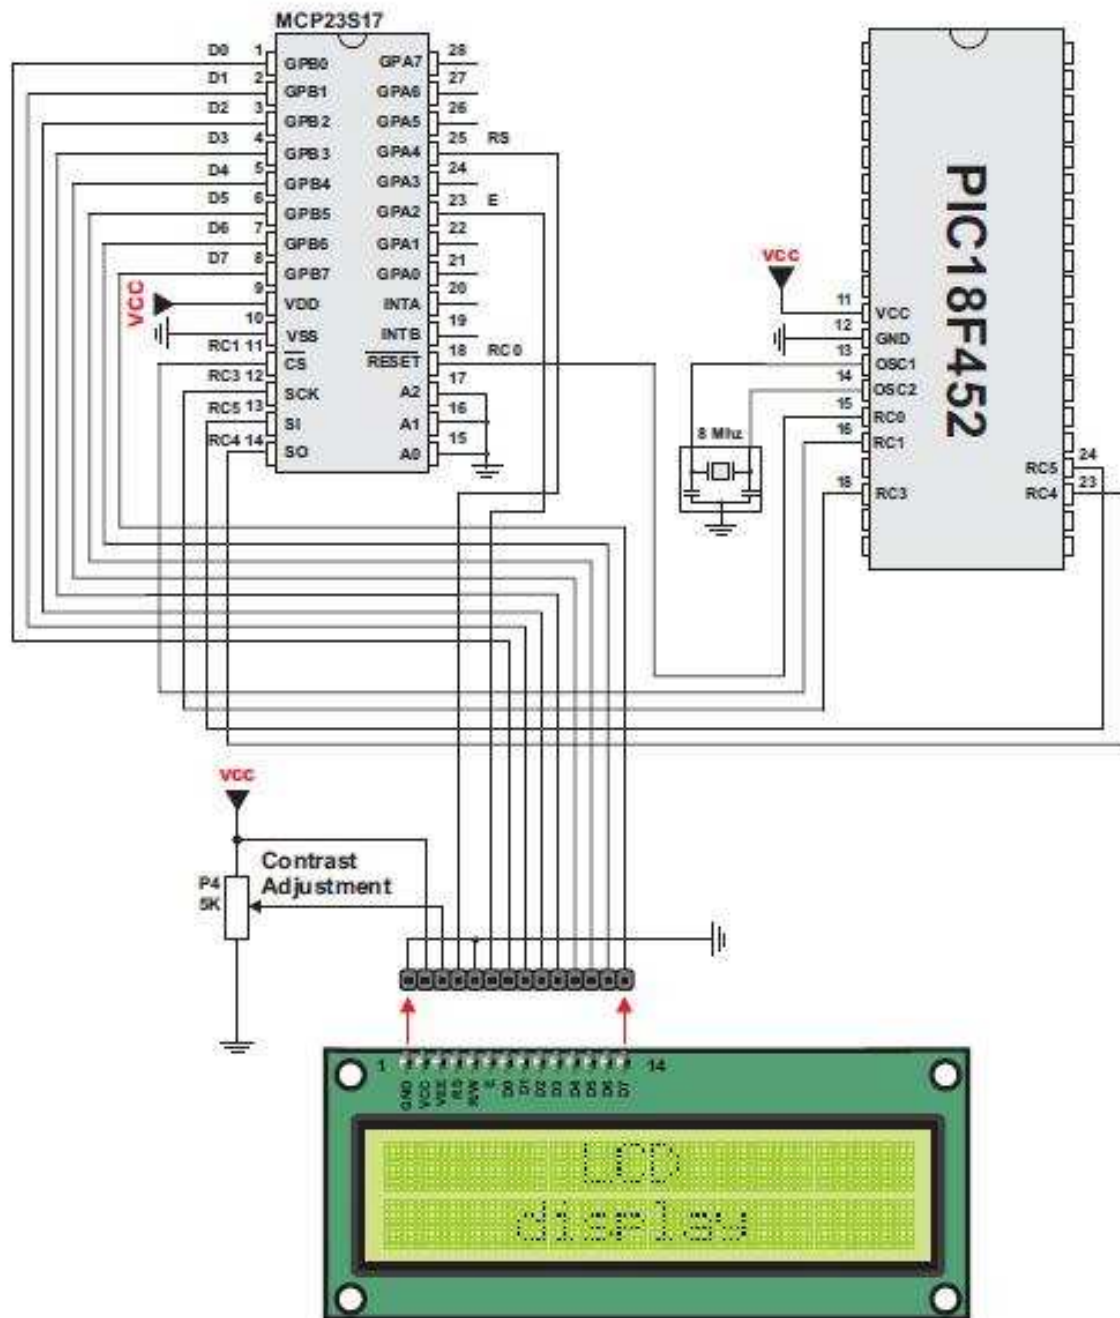 MCP23S17
D0 1 GPB0 GPA7 28
D1 2 GPB1 GPA6 27
D2 3 GPB2 GPA5 26
D3 4 GPB3 GPA4 25 RS
D4 5 GPB4 GPA3 24
D5 6 GPB5 GPA2 23 E
D6 7 GPB6 GPA1 22
D7 8 GPB7 GPA0 21
VCC 9 VDD INTA 20
10 VSS INTB 19
RC1 11 CS RESET 18 RC0
RC3 12 SCK A2 17
RC5 13 SI A1 16
RC4 14 SO A0 15
PIC18F452
VCC
11 VCC
12 GND
13 OSC1
14 OSC2
15 RC0
16 RC1
18 RC3
RC5 24
RC4 23
8 Mhz
VCC
P4
5K
Contrast
Adjustment
1 GND VCC VEE RS R/W E D0 D1 D2 D3 D4 D5 D6 D7 14
LCD
display